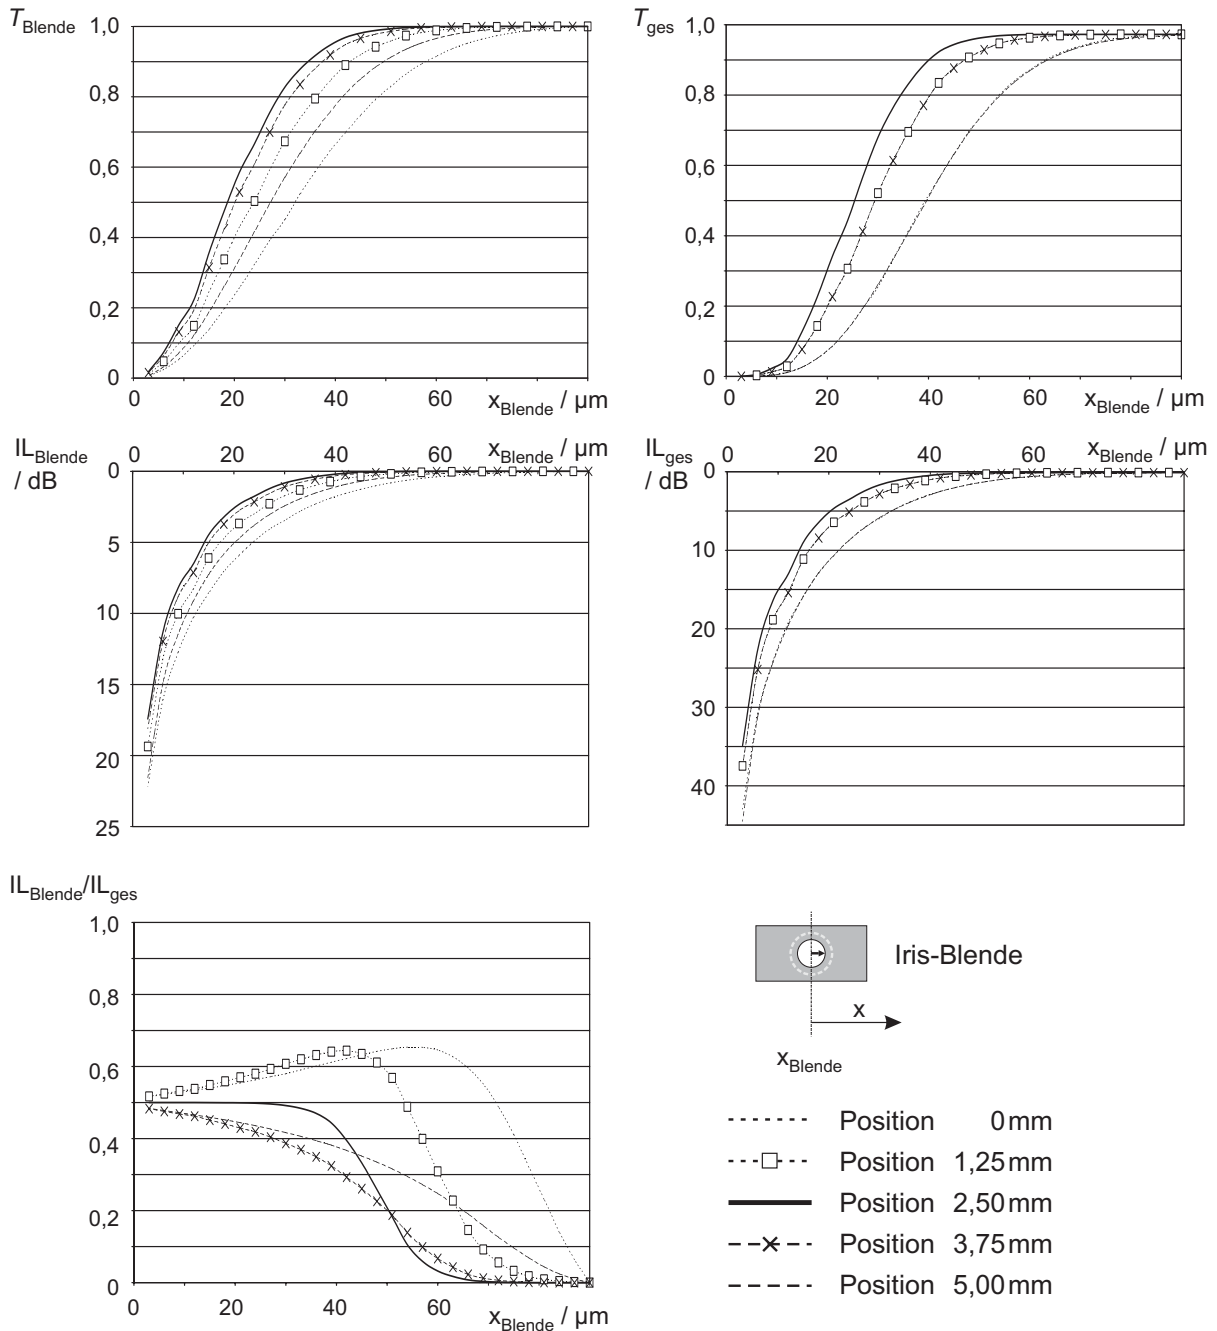 T_Blende
1,0
0,8
0,6
0,4
0,2
0
0 20 40 60 x_Blende / µm
T_ges
1,0
0,8
0,6
0,4
0,2
0
0 20 40 60 x_Blende / µm
IL_Blende / dB
0 20 40 x_Blende / µm
0
5
10
15
20
25
IL_ges / dB
0 20 40 x_Blende / µm
0
10
20
30
40
IL_Blende/IL_ges
1,0
0,8
0,6
0,4
0,2
0
0 20 40 60 x_Blende / µm
Iris-Blende
x
x_Blende
Position 0 mm
Position 1,25 mm
Position 2,50 mm
Position 3,75 mm
Position 5,00 mm